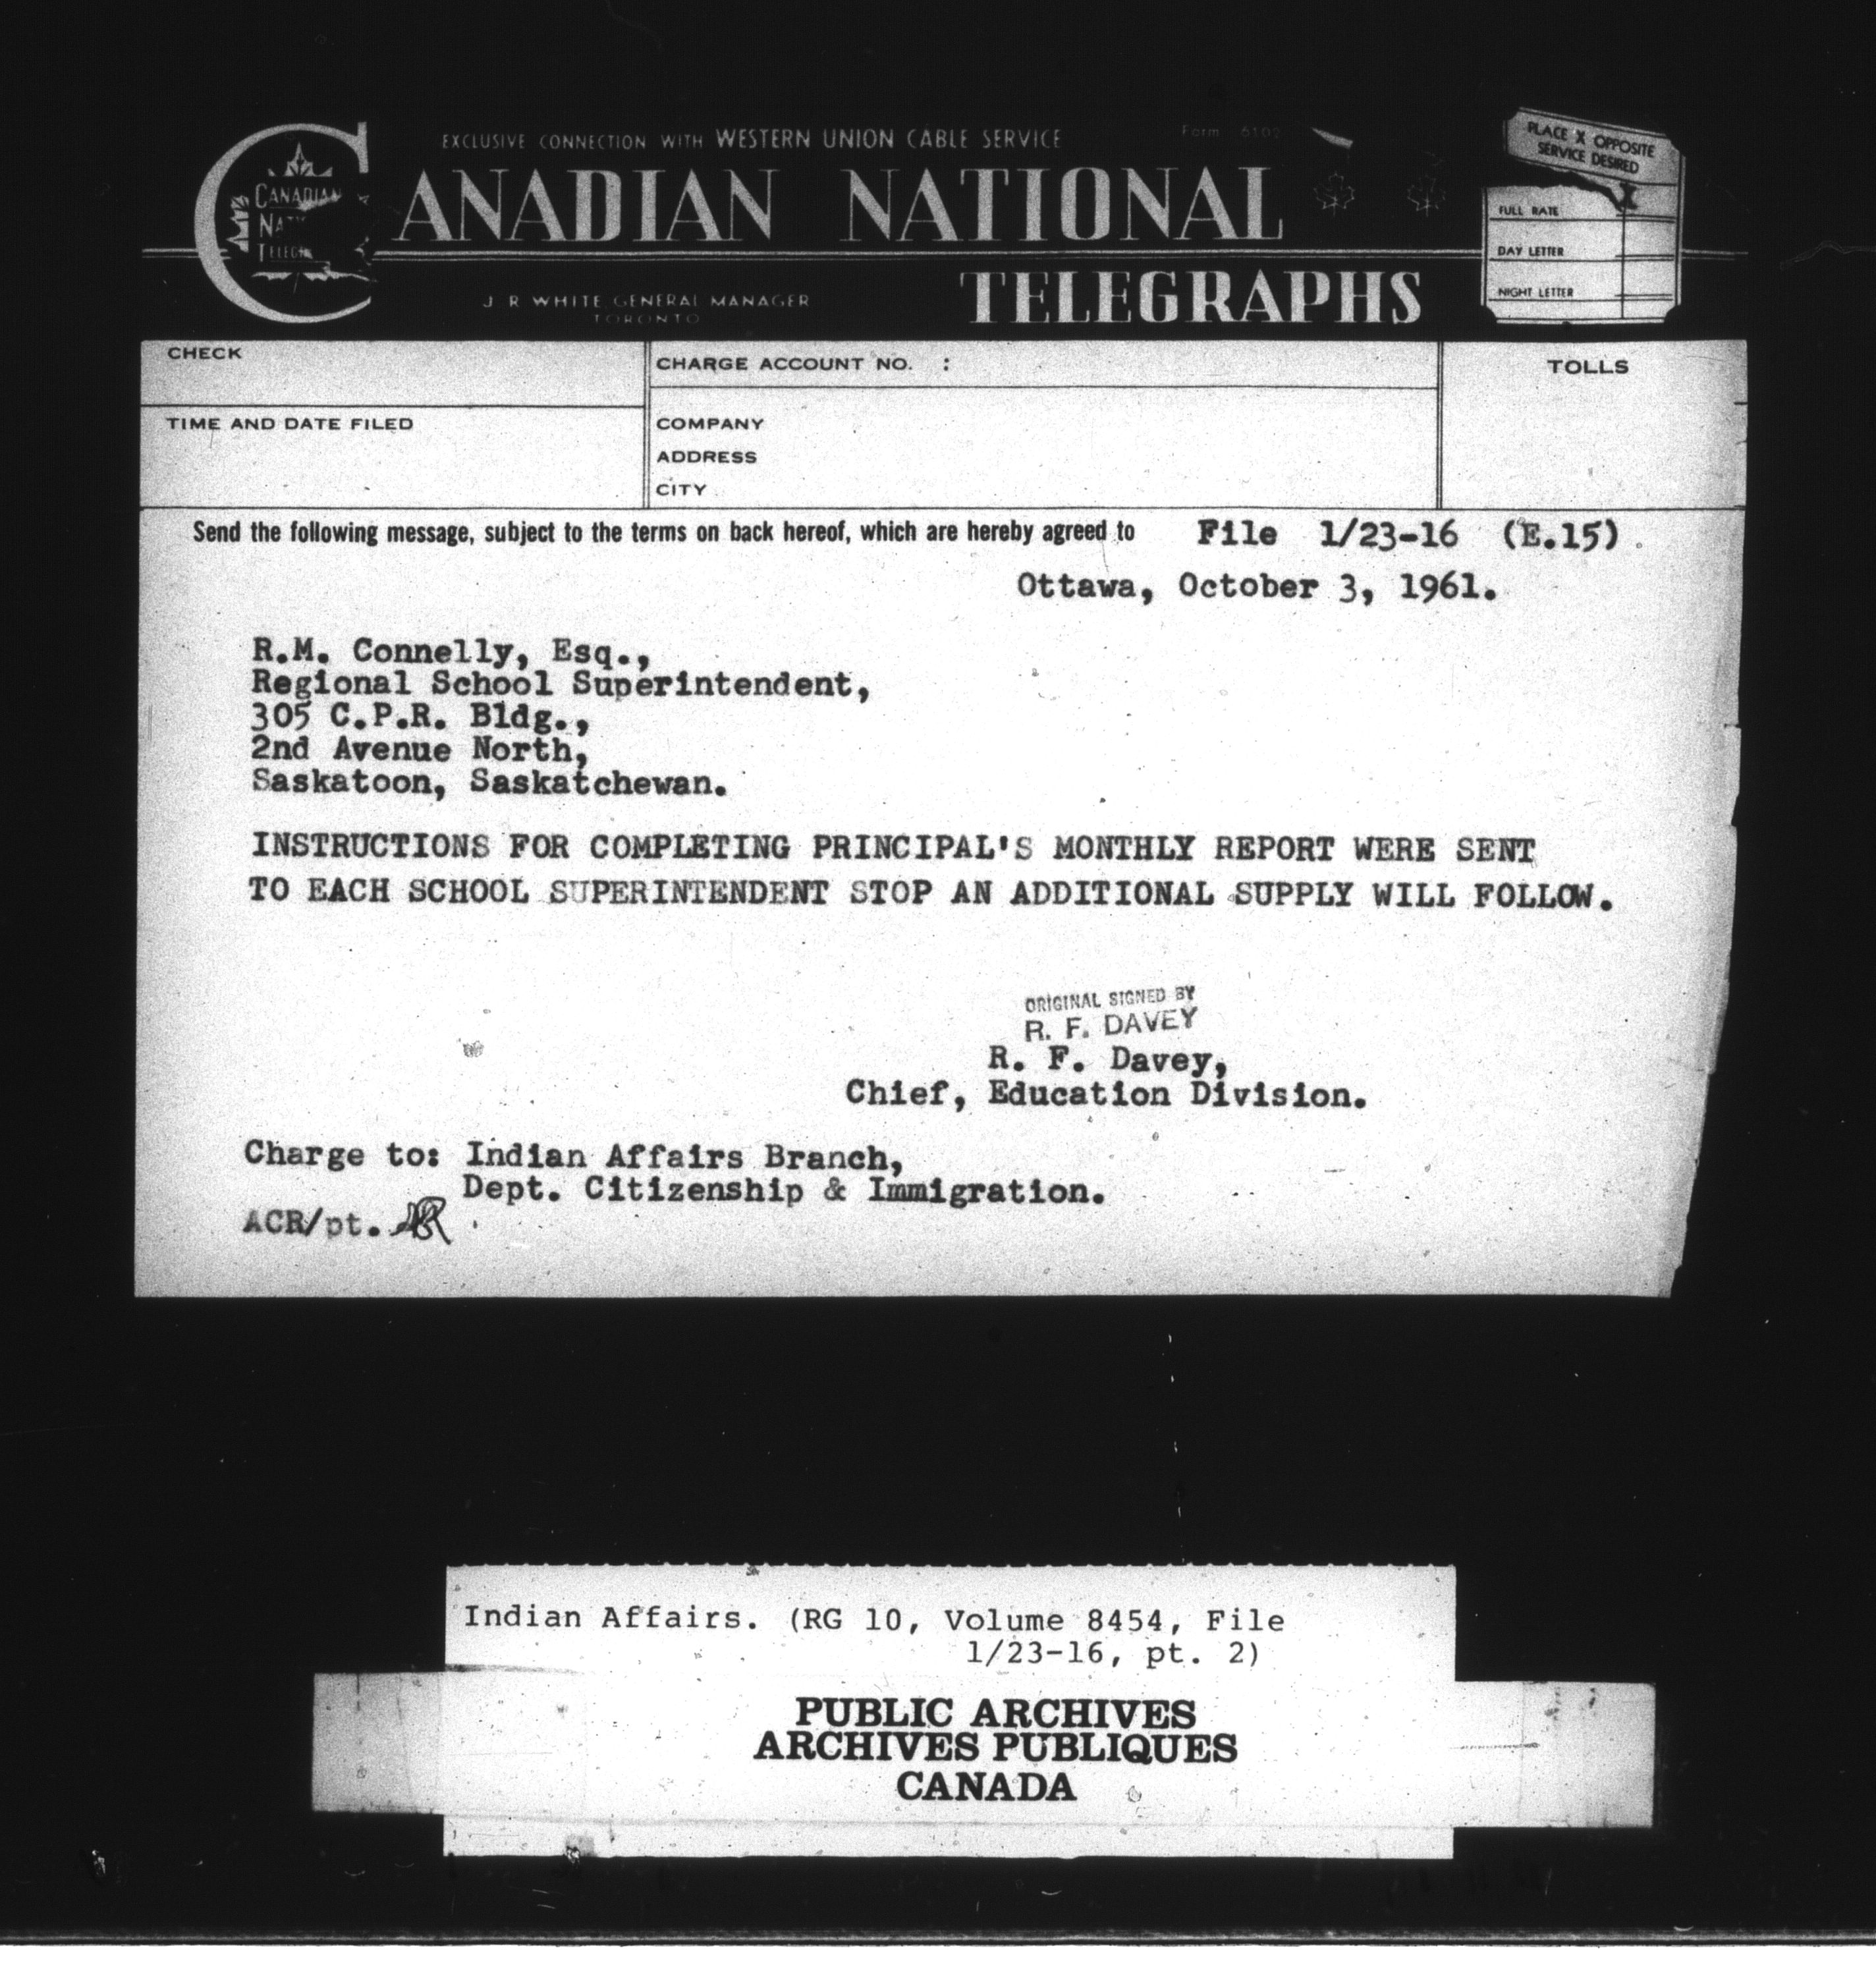 EXCLUSIVE CONNECTION WITH WESTERN UNION CABLE SERVICE
Form 6102
CANADIAN NATIONAL
TELEGRAPHS
CANADIAN
J R WHITE GENERAL MANAGER
TORONTO
PLACE X OPPOSITE
SERVICE DESIRED
X
FULL RATE
DAY LETTER
NIGHT LETTER
CHECK
CHARGE ACCOUNT NO. :
TOLLS
TIME AND DATE FILED
COMPANY
ADDRESS
CITY
Send the following message, subject to the terms on back hereof, which are hereby agreed to File 1/23-16 (E.15).
Ottawa, October 3, 1961.
R.M. Connelly, Esq.,
Regional School Superintendent,
305 C.P.R. Bldg.,
2nd Avenue North,
Saskatoon, Saskatchewan.
INSTRUCTIONS FOR COMPLETING PRINCIPAL'S MONTHLY REPORT WERE SENT
TO EACH SCHOOL SUPERINTENDENT STOP AN ADDITIONAL SUPPLY WILL FOLLOW.
ORIGINAL SIGNED BY
R. F. DAVEY
R. F. Davey,
Chief, Education Division.
Charge to: Indian Affairs Branch,
Dept. Citizenship & Immigration.
ACR/pt.
Indian Affairs. (RG 10, Volume 8454, File
1/23-16, pt. 2)
PUBLIC ARCHIVES
ARCHIVES PUBLIQUES
CANADA